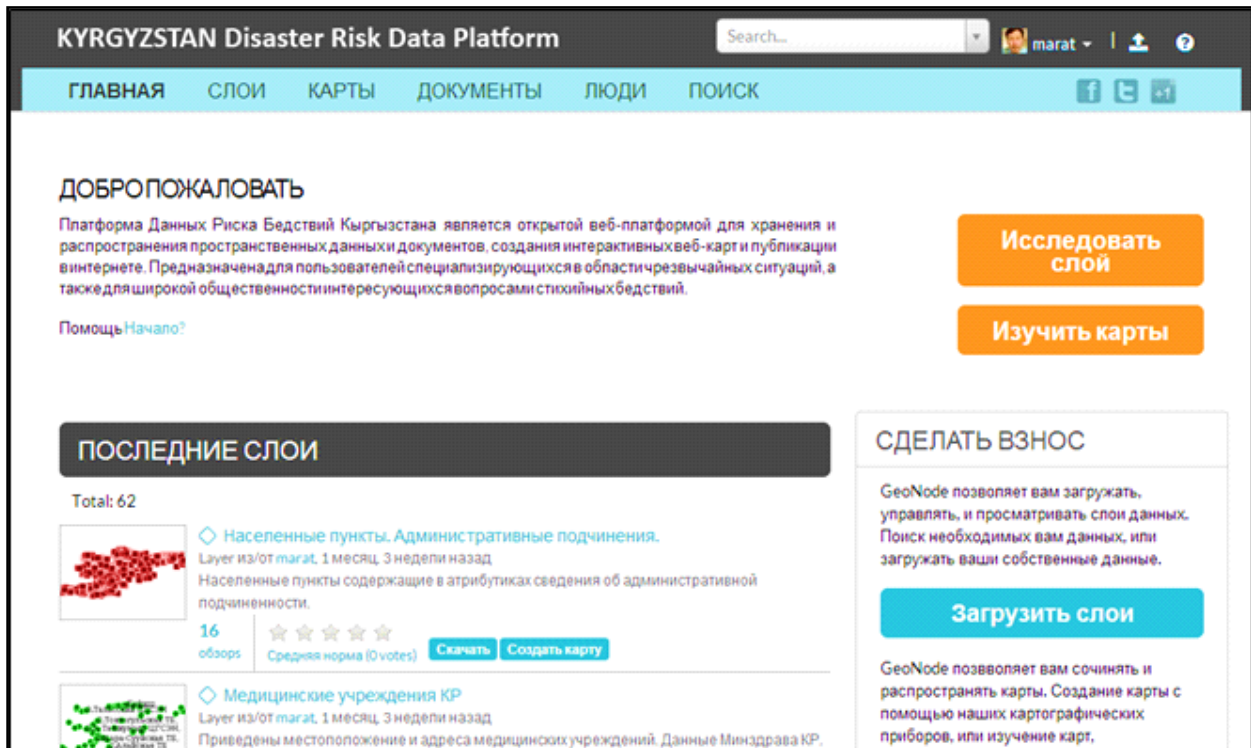 KYRGYZSTAN Disaster Risk Data Platform
Search...
marat
ГЛАВНАЯ СЛОИ КАРТЫ ДОКУМЕНТЫ ЛЮДИ ПОИСК
ДОБРО ПОЖАЛОВАТЬ
Платформа Данных Риска Бедствий Кыргызстана является открытой веб-платформой для хранения и
распространения пространственных данных и документов, создания интерактивных веб-карт и публикации
в интернете. Предназначена для пользователей специализирующихся в области чрезвычайных ситуаций, а
также для широкой общественности интересующихся вопросами стихийных бедствий.
Помощь Начало?
Исследовать
слой
Изучить карты
ПОСЛЕДНИЕ СЛОИ
Total: 62
Населенные пункты. Административные подчинения.
Layer из/от marat, 1 месяц, 3 недели назад
Населенные пункты содержащие в атрибутиках сведения об административной
подчиненности.
16
обзорs
Средняя норма (0 votes)
Скачать
Создать карту
Медицинские учреждения КР
Layer из/от marat, 1 месяц, 3 недели назад
Приведены местоположение и адреса медицинских учреждений. Данные Минздрава КР.
СДЕЛАТЬ ВЗНОС
GeoNode позволяет вам загружать,
управлять, и просматривать слои данных.
Поиск необходимых вам данных, или
загружать ваши собственные данные.
Загрузить слои
GeoNode позвволяет вам сочинять и
распространять карты. Создание карты с
помощью наших картографических
приборов, или изучение карт,